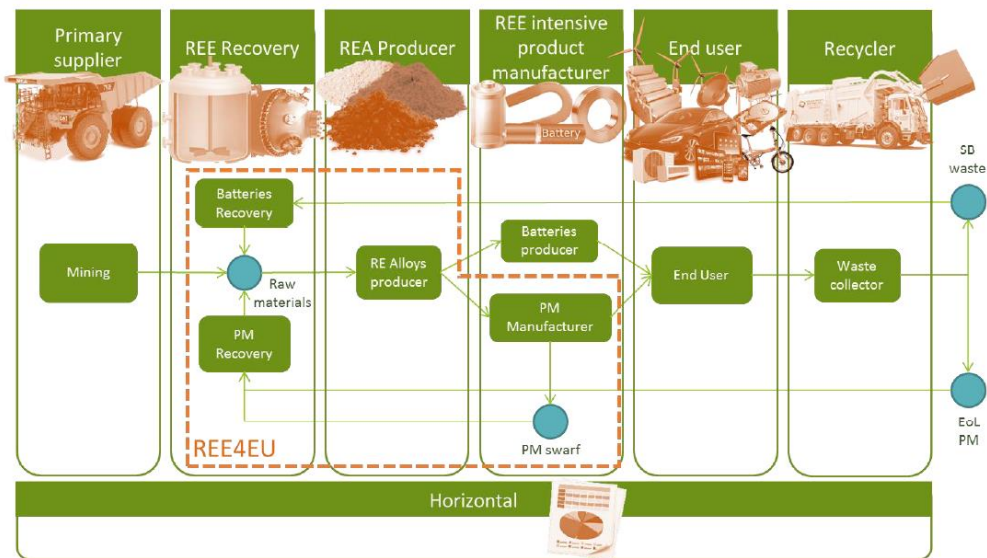 Primary
supplier
REE Recovery
REA Producer
REE intensive
product
manufacturer
End user
Recycler
Battery
SB
waste
Batteries
Recovery
Batteries
producer
Mining
Raw
materials
RE Alloys
producer
End User
Waste
collector
PM
Manufacturer
PM
Recovery
EoL
PM
PM swarf
REE4EU
Horizontal